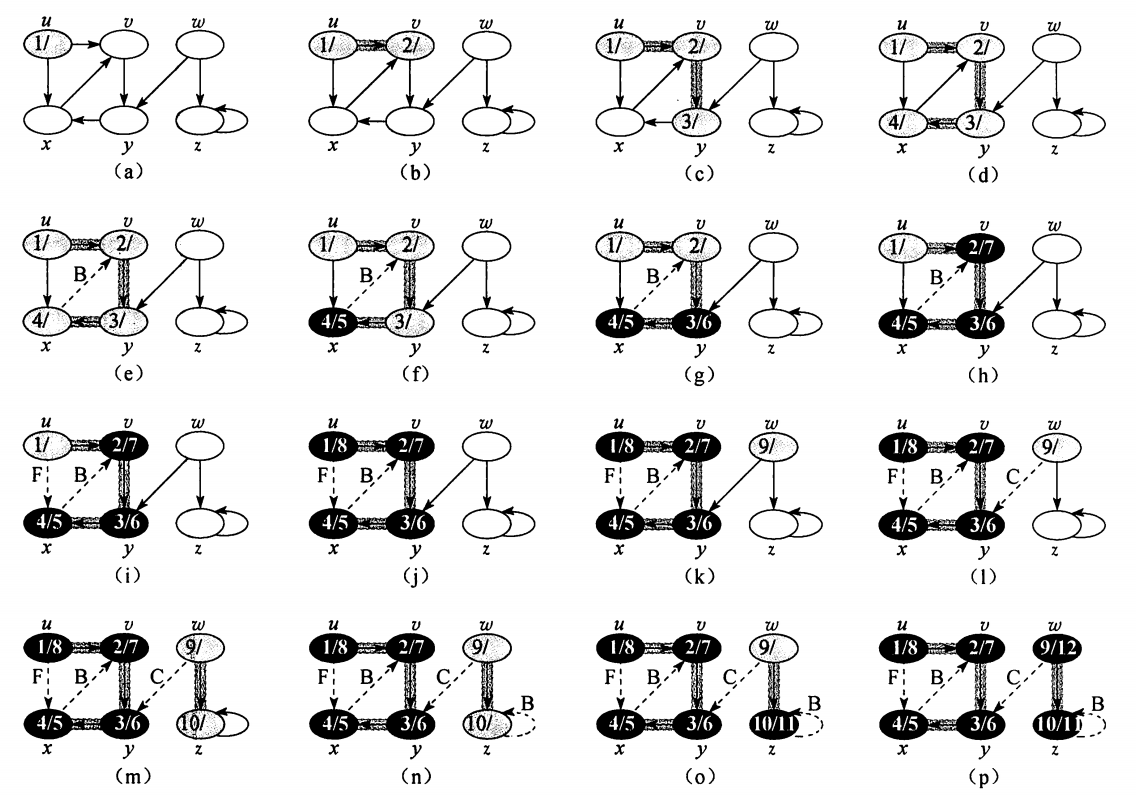 u v w u v w u v w u v w
1/ 1/ 2/ 1/ 2/ 1/ 2/
3/ 4/ 3/
x y z x y z x y z x y z
(a) (b) (c) (d)
u v w u v w u v w u v w
1/ 2/ 1/ 2/ 1/ 2/ 1/ 2/7
B B B B
4/ 3/ 4/5 3/ 4/5 3/6 4/5 3/6
x y z x y z x y z x y z
(e) (f) (g) (h)
u v w u v w u v w u v w
1/ 2/7 1/8 2/7 1/8 2/7 9/ 1/8 2/7 9/
F B F B F B F B C
4/5 3/6 4/5 3/6 4/5 3/6 4/5 3/6
x y z x y z x y z x y z
(i) (j) (k) (l)
u v w u v w u v w u v w
1/8 2/7 9/ 1/8 2/7 9/ 1/8 2/7 9/ 1/8 2/7 9/12
F B C F B C B F B C B F B C B
4/5 3/6 10/ 4/5 3/6 10/ 4/5 3/6 10/11 4/5 3/6 10/11
x y z x y z x y z x y z
(m) (n) (o) (p)